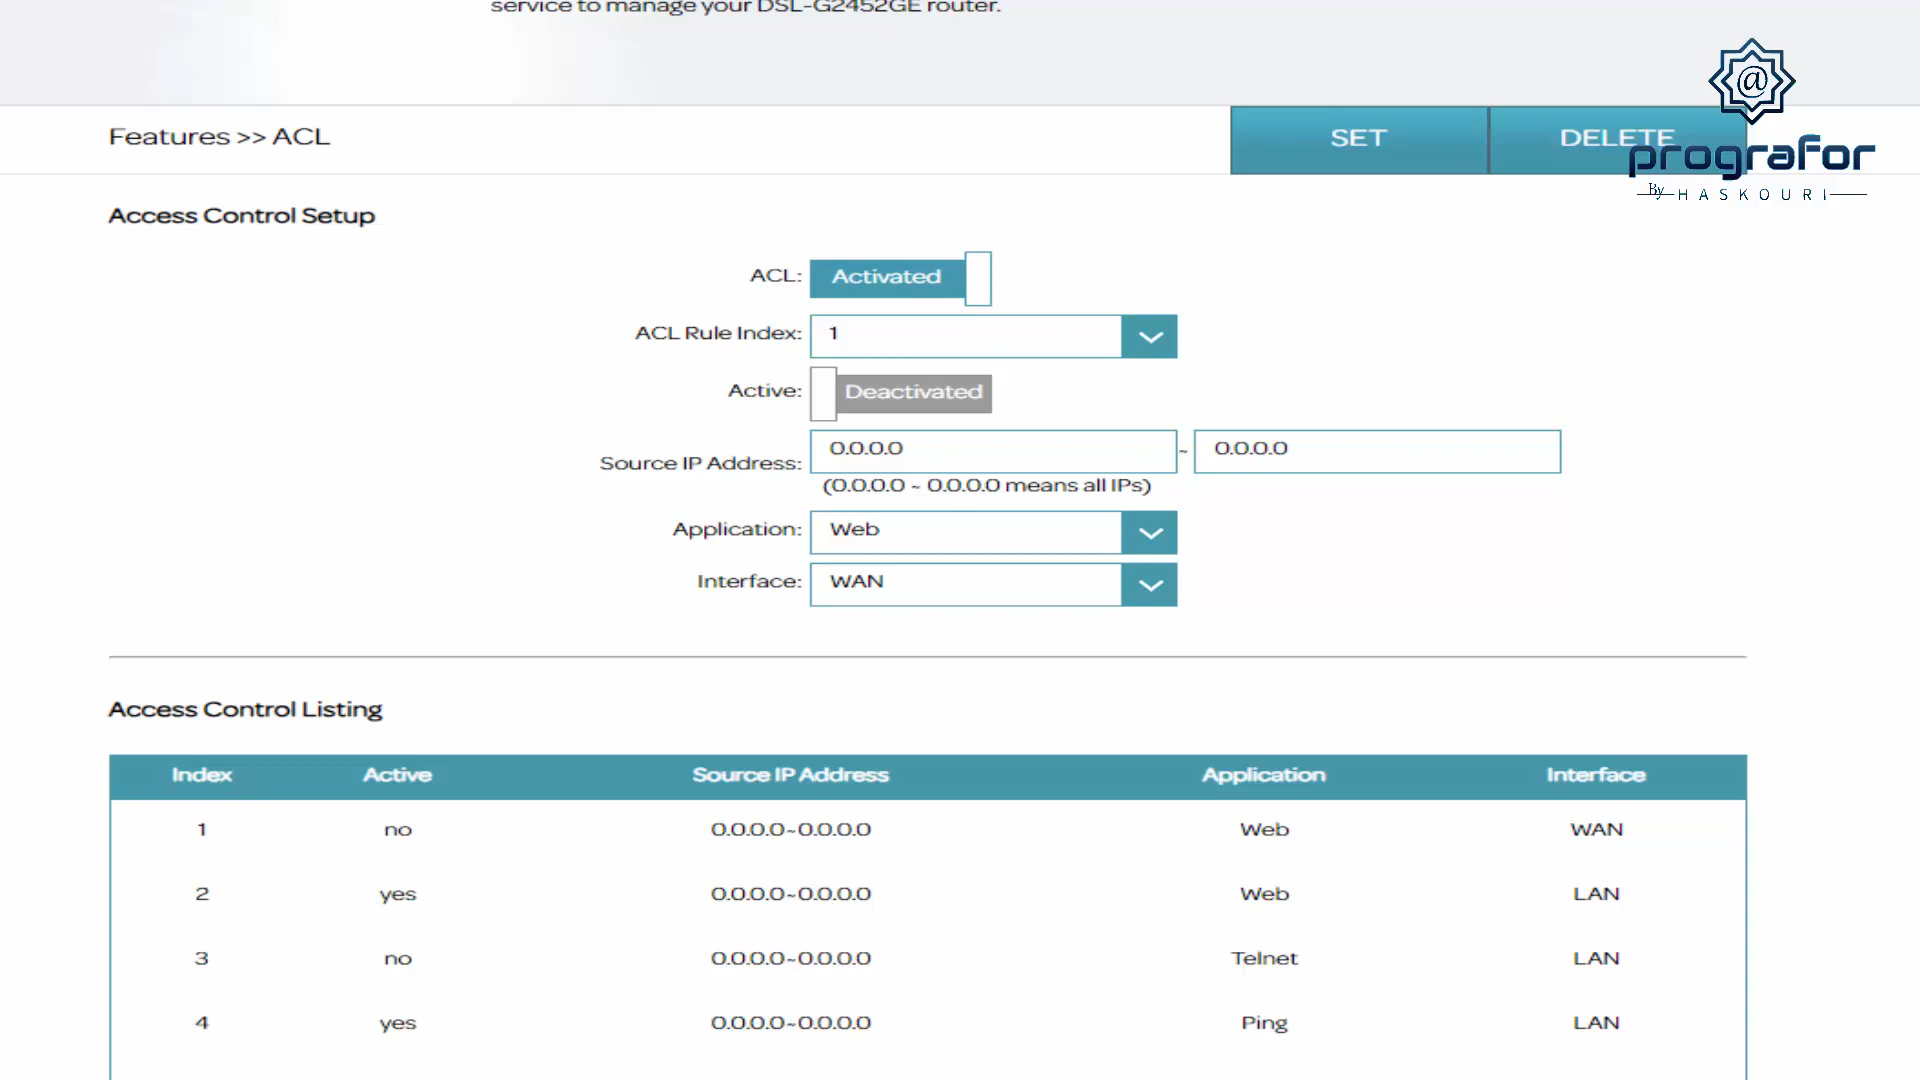 service to manage your DSL-G2452GE router.
Features >> ACL
SET
DELETE
@
prografor
By HASKOURI
Access Control Setup
ACL: Activated
ACL Rule Index: 1
Active: Deactivated
Source IP Address: 0.0.0.0 ~ 0.0.0.0
(0.0.0.0 ~ 0.0.0.0 means all IPs)
Application: Web
Interface: WAN
Access Control Listing
Index Active Source IP Address Application Interface
1 no 0.0.0.0~0.0.0.0 Web WAN
2 yes 0.0.0.0~0.0.0.0 Web LAN
3 no 0.0.0.0~0.0.0.0 Telnet LAN
4 yes 0.0.0.0~0.0.0.0 Ping LAN